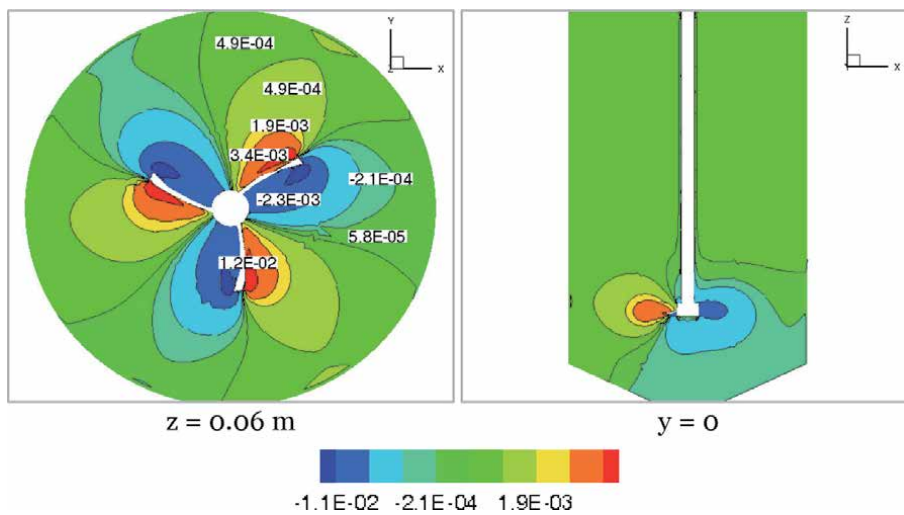 Y
Z X
4.9E-04
4.9E-04
1.9E-03
3.4E-03
-2.1E-04
-2.3E-03
5.8E-05
1.2E-02
Z
Y X
z = 0.06 m
y = 0
-1.1E-02 -2.1E-04 1.9E-03